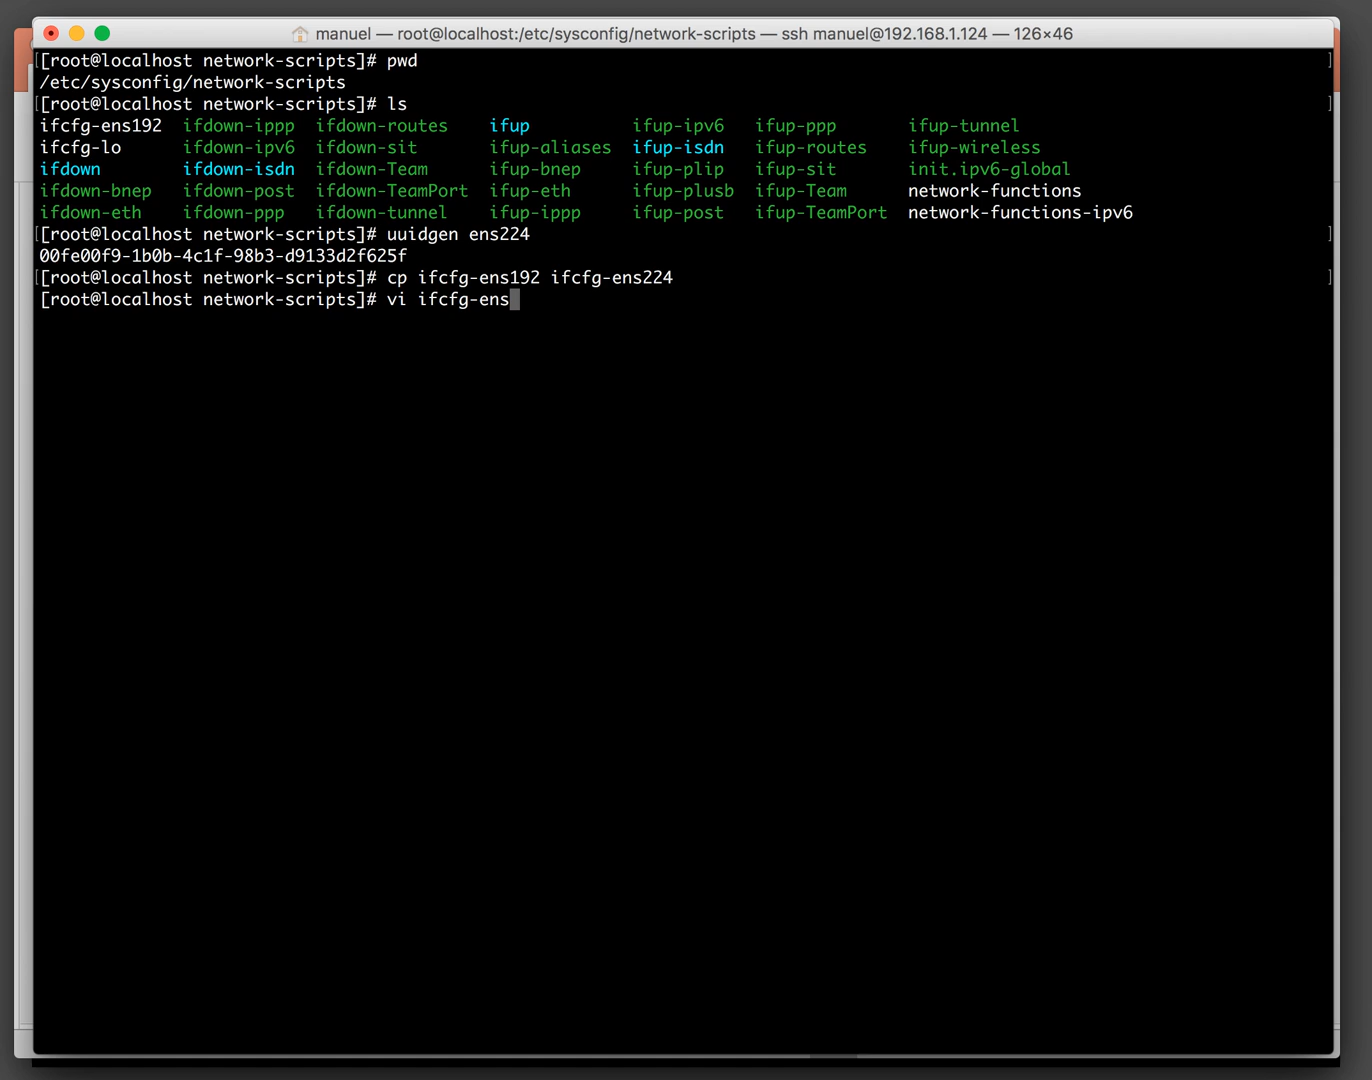 manuel — root@localhost:/etc/sysconfig/network-scripts — ssh manuel@192.168.1.124 — 126×46
[root@localhost network-scripts]# pwd
/etc/sysconfig/network-scripts
[root@localhost network-scripts]# ls
ifcfg-ens192 ifdown-ippp ifdown-routes ifup ifup-ipv6 ifup-ppp ifup-tunnel
ifcfg-lo ifdown-ipv6 ifdown-sit ifup-aliases ifup-isdn ifup-routes ifup-wireless
ifdown ifdown-isdn ifdown-Team ifup-bnep ifup-plip ifup-sit init.ipv6-global
ifdown-bnep ifdown-post ifdown-TeamPort ifup-eth ifup-plusb ifup-Team network-functions
ifdown-eth ifdown-ppp ifdown-tunnel ifup-ippp ifup-post ifup-TeamPort network-functions-ipv6
[root@localhost network-scripts]# uuidgen ens224
00fe00f9-1b0b-4c1f-98b3-d9133d2f625f
[root@localhost network-scripts]# cp ifcfg-ens192 ifcfg-ens224
[root@localhost network-scripts]# vi ifcfg-ens